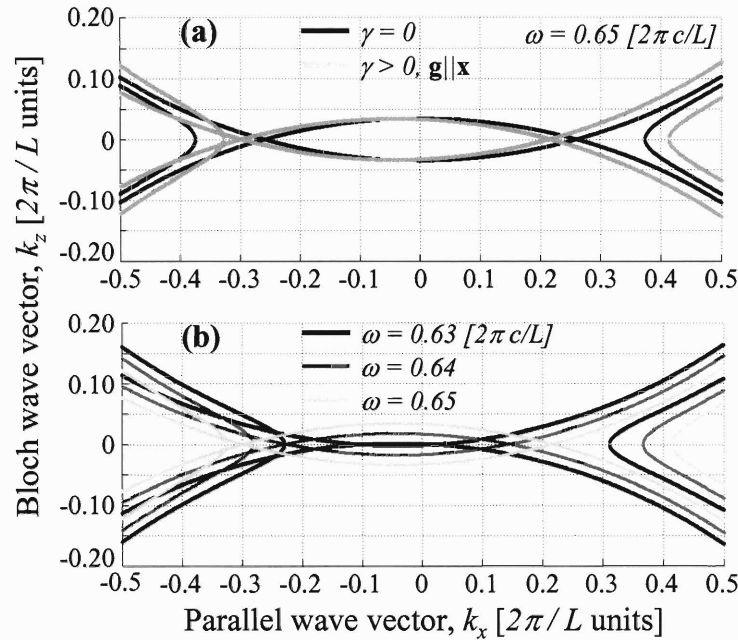 (a)
γ = 0
γ > 0, g||x
ω = 0.65 [2π c/L]
0.20
0.10
0
-0.10
-0.20
-0.5 -0.4 -0.3 -0.2 -0.1 0 0.1 0.2 0.3 0.4 0.5
Bloch wave vector, k_z [2π / L units]
(b)
ω = 0.63 [2π c/L]
ω = 0.64
ω = 0.65
0.20
0.10
0
-0.10
-0.20
-0.5 -0.4 -0.3 -0.2 -0.1 0 0.1 0.2 0.3 0.4 0.5
Parallel wave vector, k_x [2π / L units]